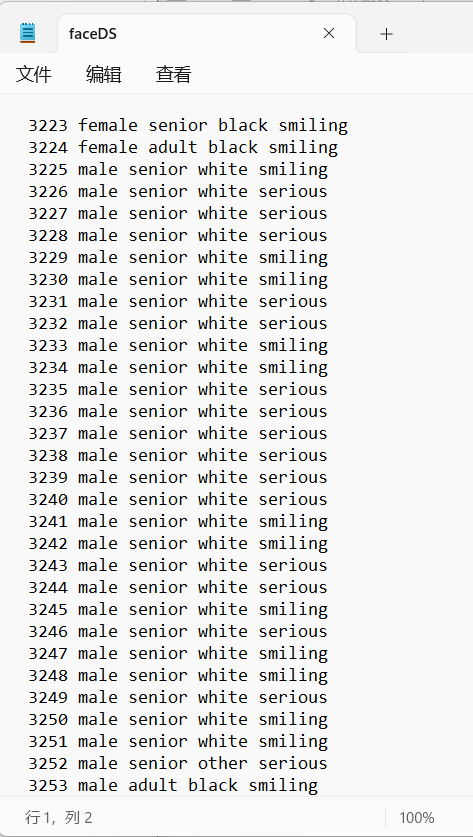 faceDS
文件 编辑 查看
3223 female senior black smiling
3224 female adult black smiling
3225 male senior white smiling
3226 male senior white serious
3227 male senior white serious
3228 male senior white serious
3229 male senior white smiling
3230 male senior white smiling
3231 male senior white serious
3232 male senior white serious
3233 male senior white smiling
3234 male senior white smiling
3235 male senior white serious
3236 male senior white serious
3237 male senior white serious
3238 male senior white serious
3239 male senior white serious
3240 male senior white serious
3241 male senior white smiling
3242 male senior white smiling
3243 male senior white serious
3244 male senior white serious
3245 male senior white smiling
3246 male senior white serious
3247 male senior white smiling
3248 male senior white smiling
3249 male senior white serious
3250 male senior white smiling
3251 male senior white smiling
3252 male senior other serious
3253 male adult black smiling
行 1，列 2 100%